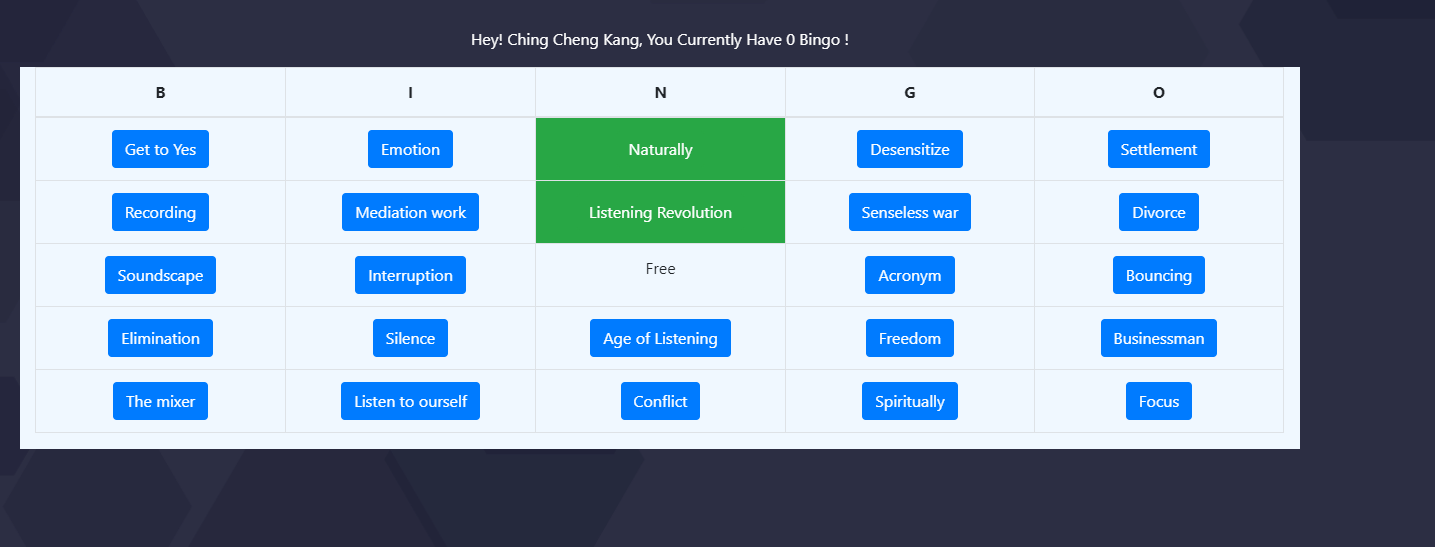 Hey! Ching Cheng Kang, You Currently Have 0 Bingo !
B I N G O
Get to Yes Emotion Naturally Desensitize Settlement
Recording Mediation work Listening Revolution Senseless war Divorce
Soundscape Interruption Free Acronym Bouncing
Elimination Silence Age of Listening Freedom Businessman
The mixer Listen to ourself Conflict Spiritually Focus